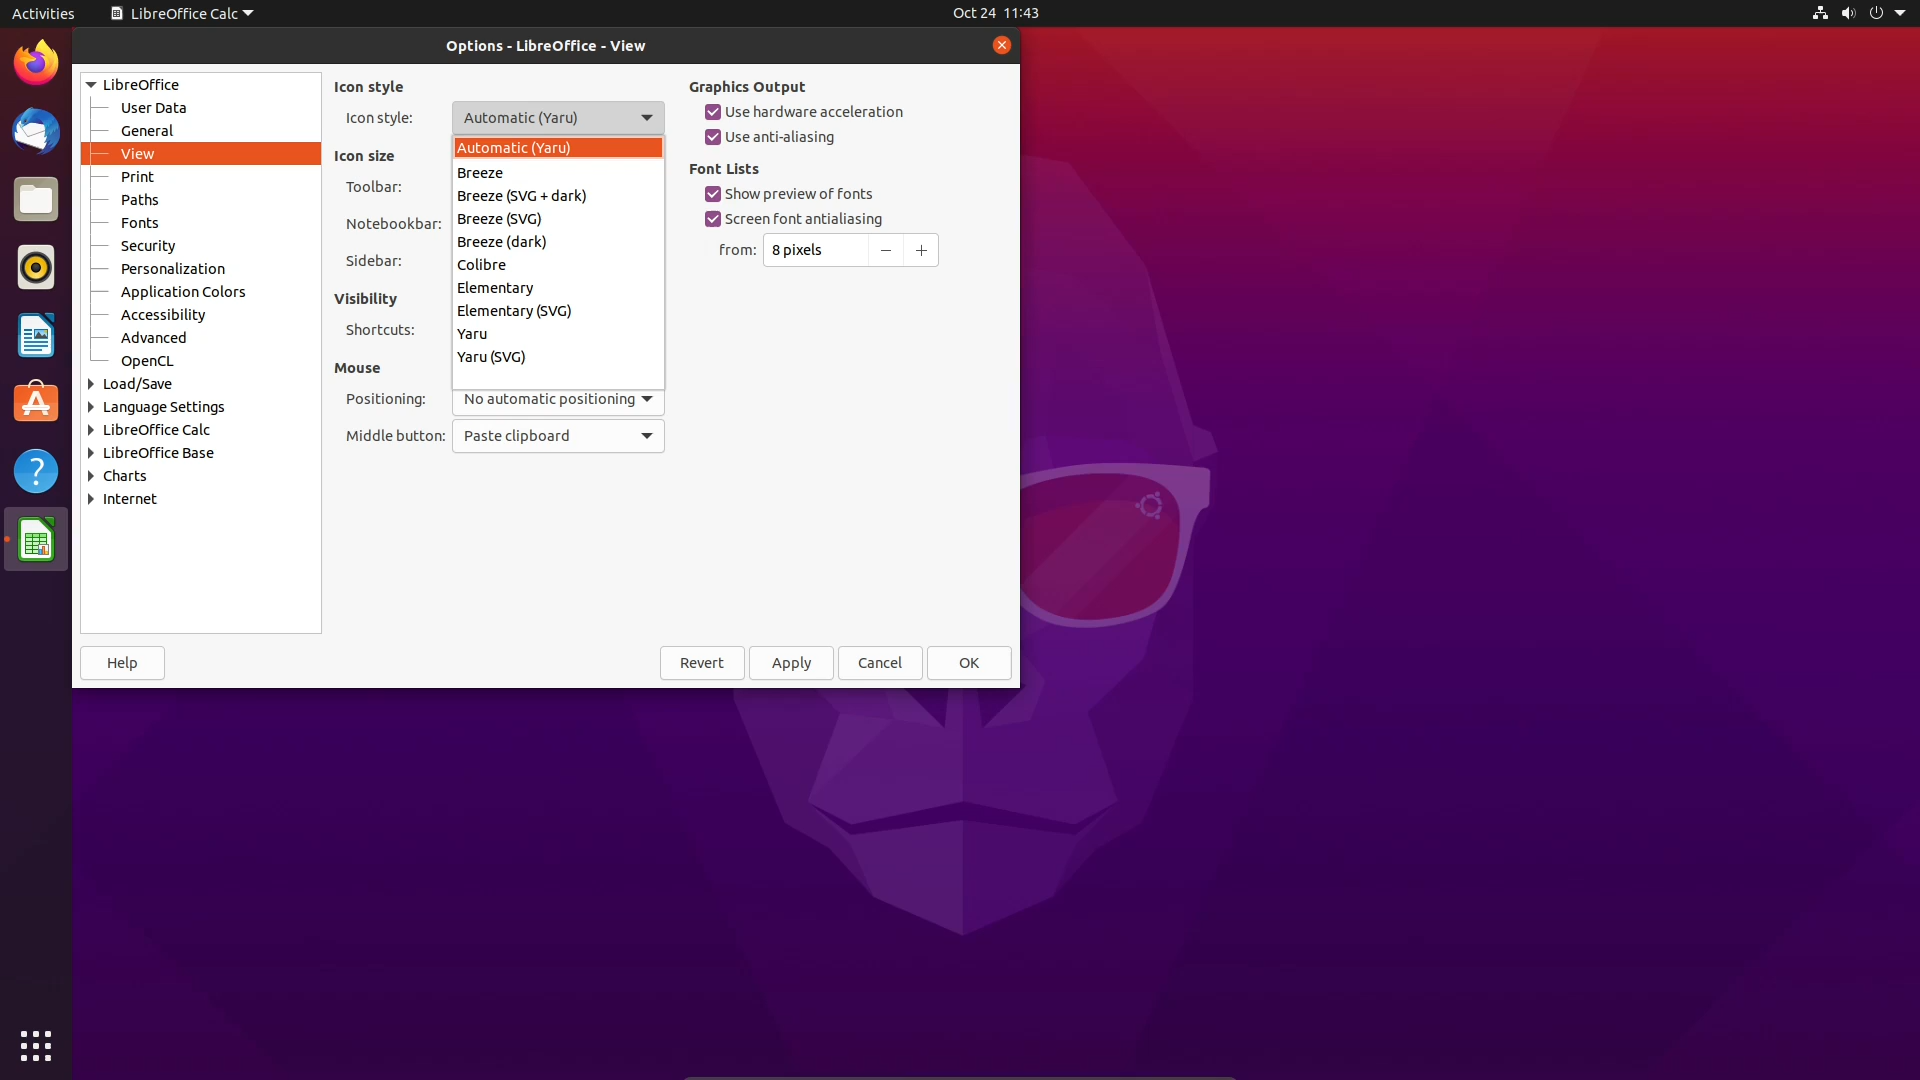 Activities
LibreOffice Calc
Oct 24 11:43
Options - LibreOffice - View
LibreOffice
User Data
General
View
Print
Paths
Fonts
Security
Personalization
Application Colors
Accessibility
Advanced
OpenCL
Load/Save
Language Settings
LibreOffice Calc
LibreOffice Base
Charts
Internet
Icon style
Icon style: Automatic (Yaru)
Automatic (Yaru)
Breeze
Breeze (SVG + dark)
Breeze (SVG)
Breeze (dark)
Colibre
Elementary
Elementary (SVG)
Yaru
Yaru (SVG)
Icon size
Toolbar:
Notebookbar:
Sidebar:
Visibility
Shortcuts:
Mouse
Positioning: No automatic positioning
Middle button: Paste clipboard
Graphics Output
Use hardware acceleration
Use anti-aliasing
Font Lists
Show preview of fonts
Screen font antialiasing
from: 8 pixels
Help
Revert
Apply
Cancel
OK